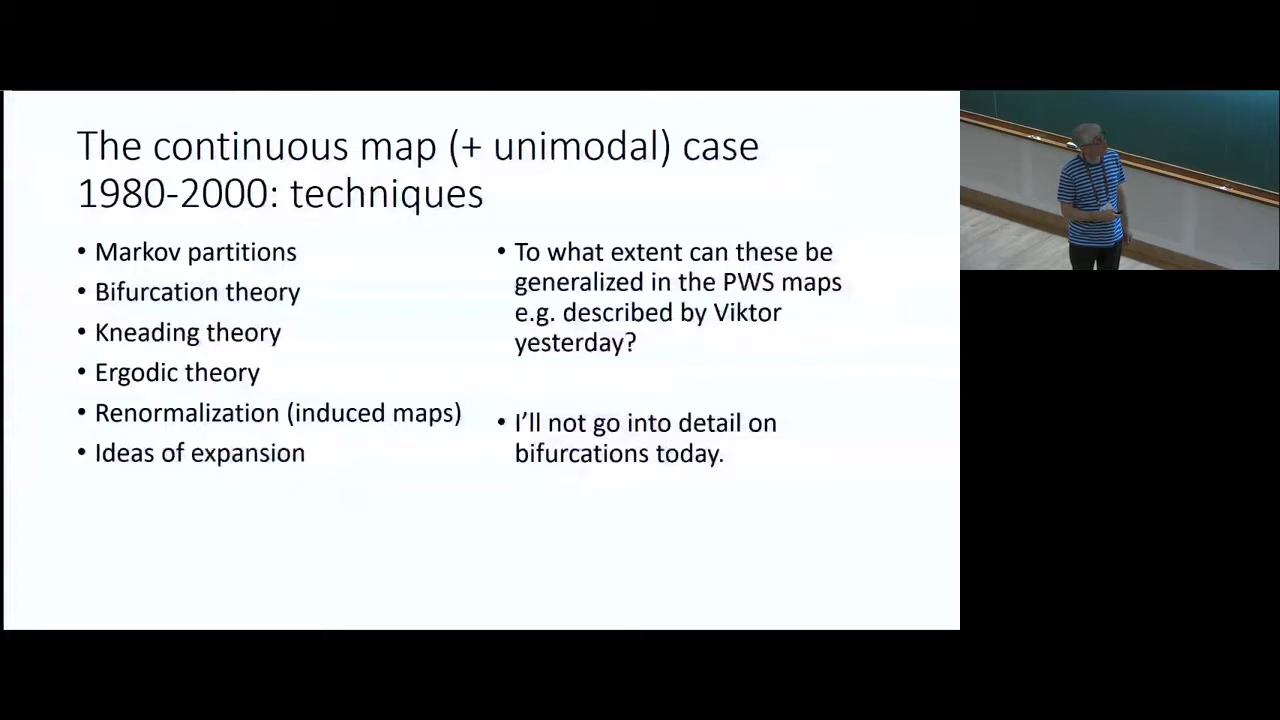 The continuous map (+ unimodal) case
1980-2000: techniques
• Markov partitions
• Bifurcation theory
• Kneading theory
• Ergodic theory
• Renormalization (induced maps)
• Ideas of expansion
• To what extent can these be
generalized in the PWS maps
e.g. described by Viktor
yesterday?
• I’ll not go into detail on
bifurcations today.